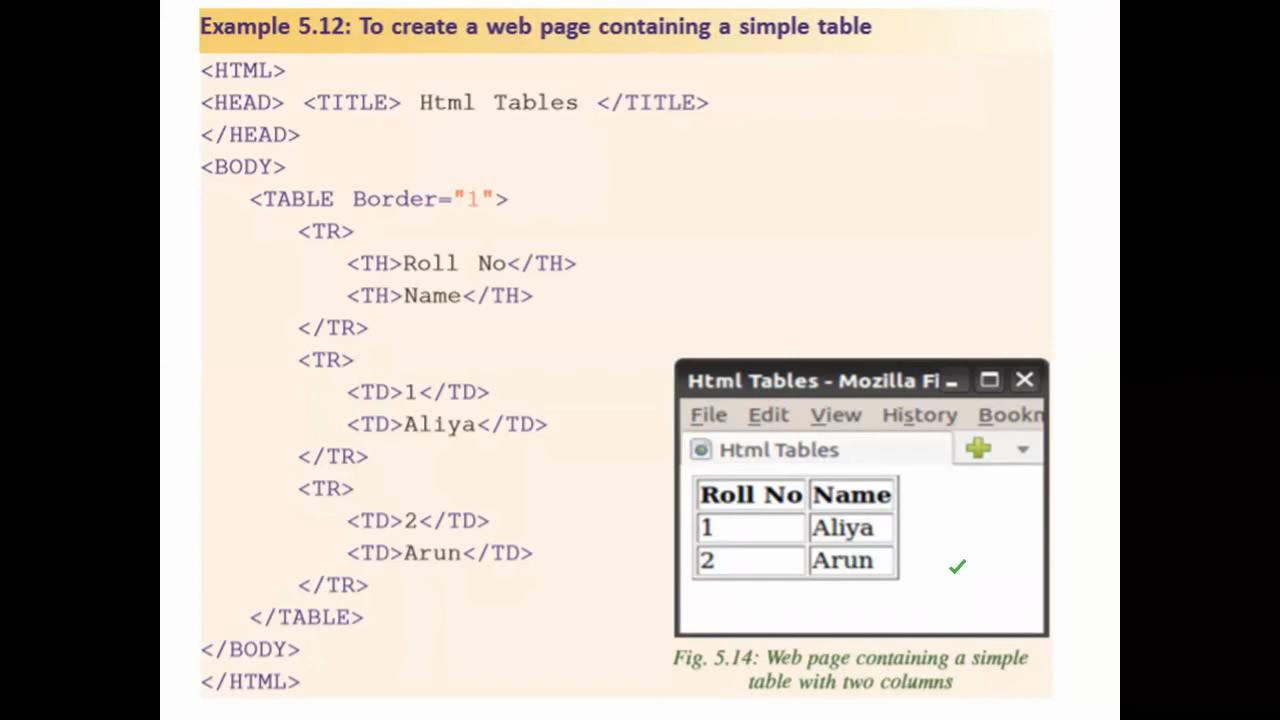 Example 5.12: To create a web page containing a simple table
<HTML>
<HEAD> <TITLE> Html Tables </TITLE>
</HEAD>
<BODY>
<TABLE Border="1">
<TR>
<TH>Roll No</TH>
<TH>Name</TH>
</TR>
<TR>
<TD>1</TD>
<TD>Aliya</TD>
</TR>
<TR>
<TD>2</TD>
<TD>Arun</TD>
</TR>
</TABLE>
</BODY>
</HTML>
Html Tables - Mozilla Fi
File Edit View History Bookm
Html Tables
Roll No Name
1 Aliya
2 Arun
Fig. 5.14: Web page containing a simple
table with two columns